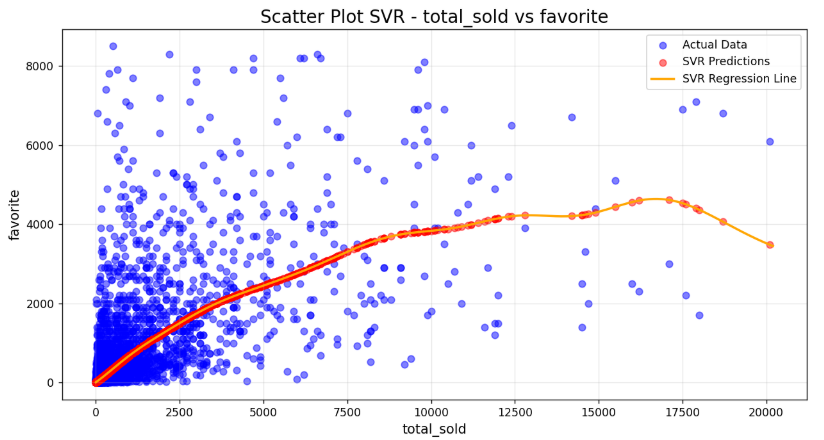 Scatter Plot SVR - total_sold vs favorite
Actual Data
SVR Predictions
SVR Regression Line
8000
6000
4000
2000
0
favorite
0
2500
5000
7500
10000
12500
15000
17500
20000
total_sold